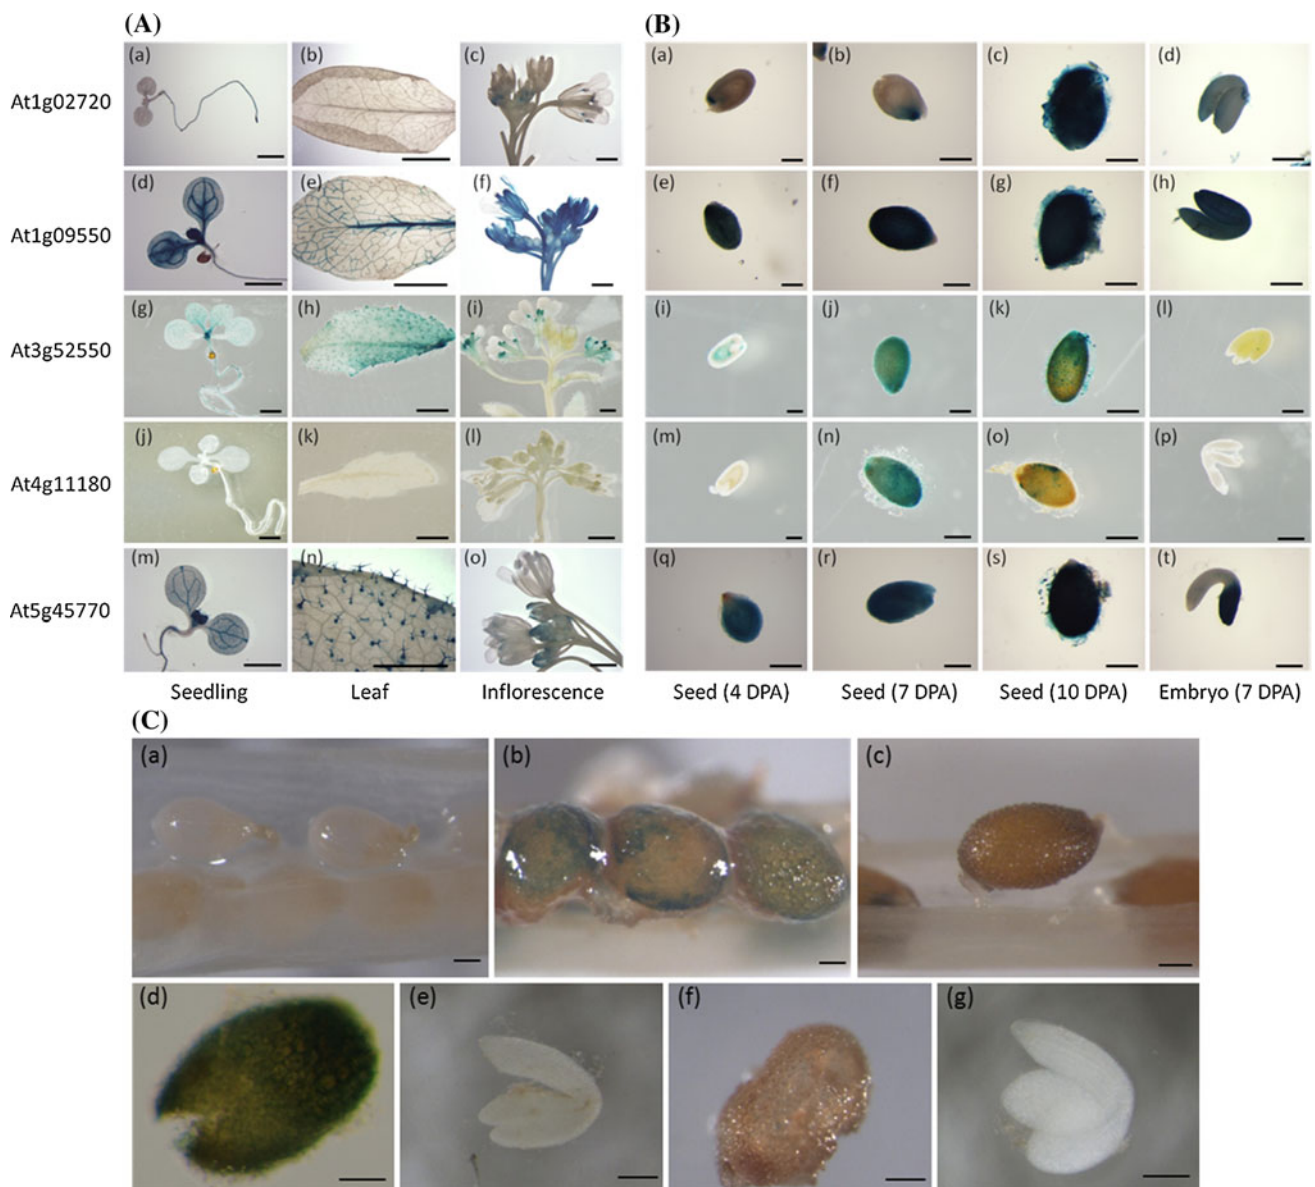 (A) (B)
(a) (b) (c) (a) (b) (c) (d)
At1g02720
(d) (e) (f) (e) (f) (g) (h)
At1g09550
(g) (h) (i) (i) (j) (k) (l)
At3g52550
(j) (k) (l) (m) (n) (o) (p)
At4g11180
(m) (n) (o) (q) (r) (s) (t)
At5g45770
Seedling Leaf Inflorescence Seed (4 DPA) Seed (7 DPA) Seed (10 DPA) Embryo (7 DPA)
(C)
(a) (b) (c)
(d) (e) (f) (g)